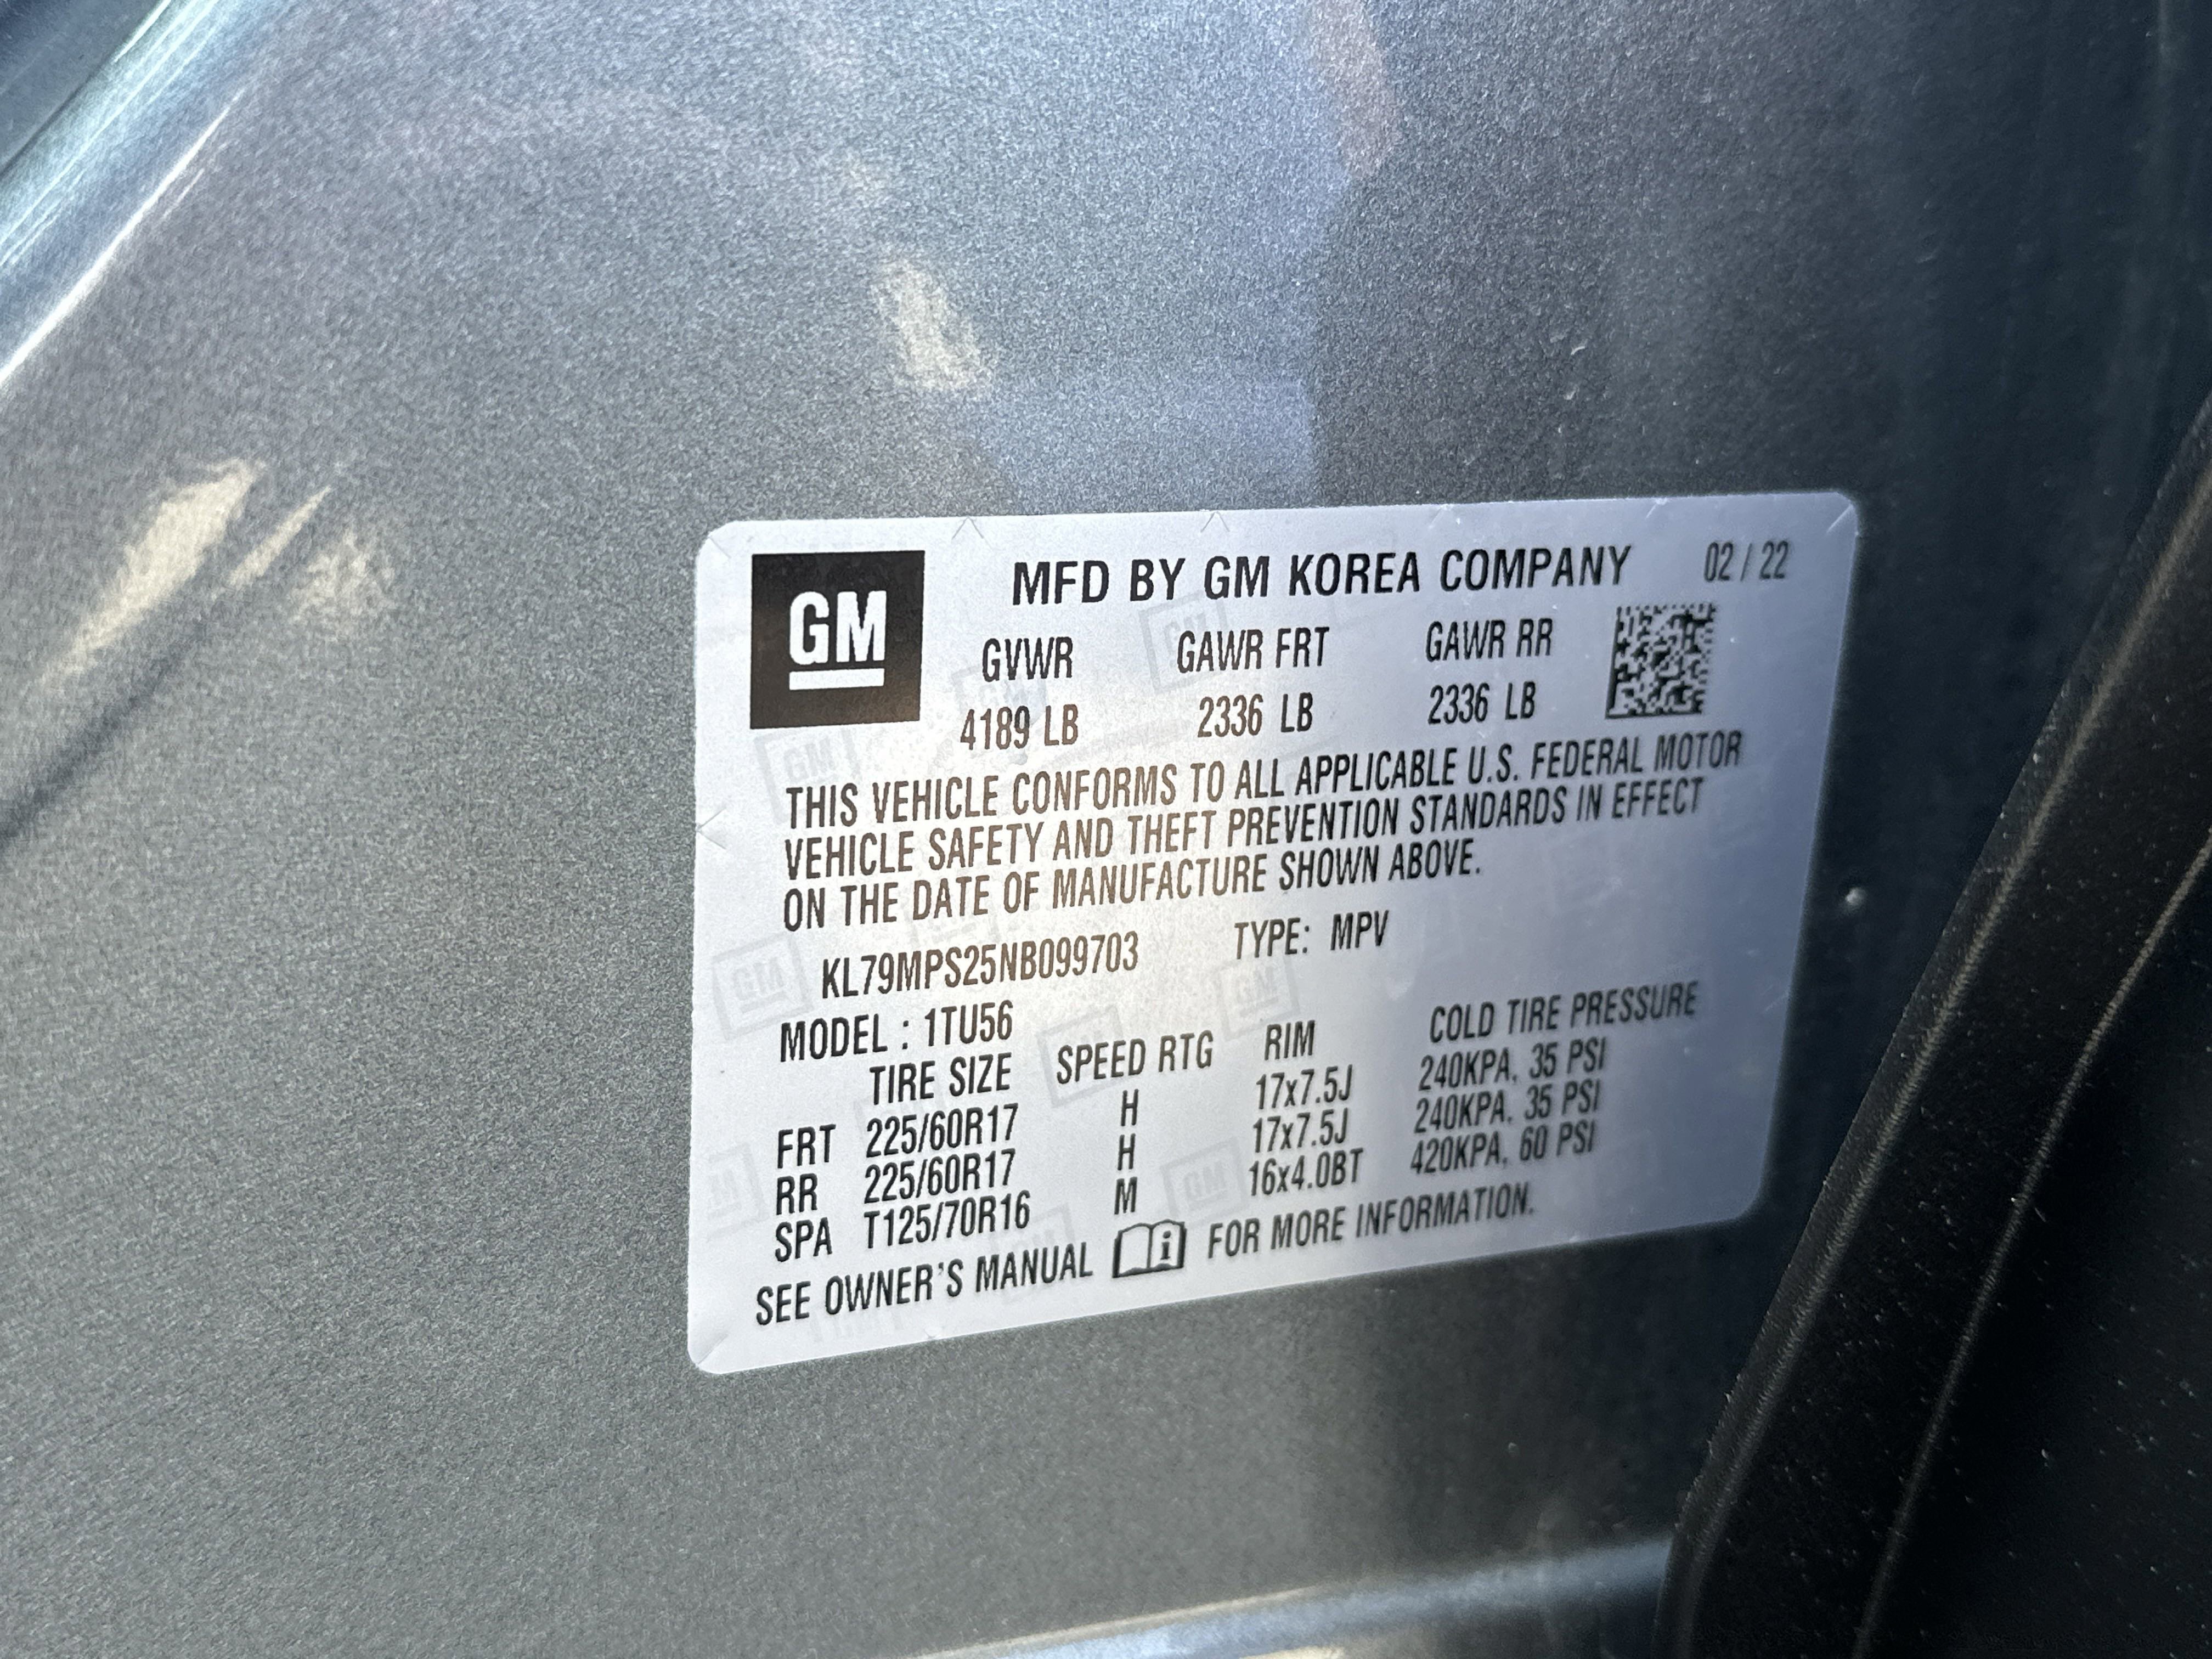 GM
MFD BY GM KOREA COMPANY 02 / 22
GVWR GAWR FRT GAWR RR
4189 LB 2336 LB 2336 LB
THIS VEHICLE CONFORMS TO ALL APPLICABLE U.S. FEDERAL MOTOR
VEHICLE SAFETY AND THEFT PREVENTION STANDARDS IN EFFECT
ON THE DATE OF MANUFACTURE SHOWN ABOVE.
KL79MPS25NB099703 TYPE: MPV
MODEL : 1TU56
TIRE SIZE SPEED RTG RIM COLD TIRE PRESSURE
FRT 225/60R17 H 17x7.5J 240KPA, 35 PSI
RR 225/60R17 H 17x7.5J 240KPA, 35 PSI
SPA T125/70R16 M 16x4.0BT 420KPA, 60 PSI
SEE OWNER'S MANUAL i FOR MORE INFORMATION.